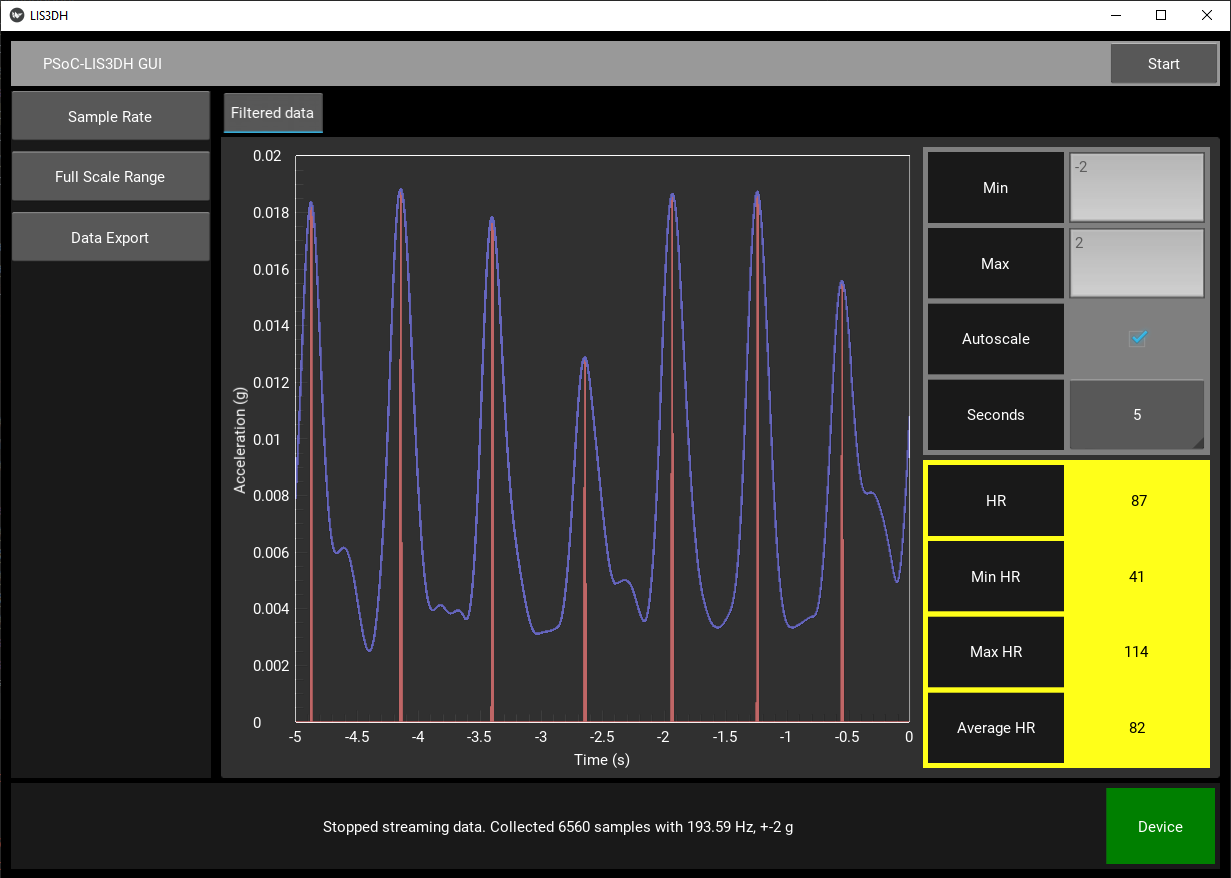 LIS3DH
PSoC-LIS3DH GUI
Start
Sample Rate
Full Scale Range
Data Export
Filtered data
0.02
0.018
0.016
0.014
0.012
0.01
0.008
0.006
0.004
0.002
0
Acceleration (g)
-5 -4.5 -4 -3.5 -3 -2.5 -2 -1.5 -1 -0.5 0
Time (s)
Min -2
Max 2
Autoscale
Seconds 5
HR 87
Min HR 41
Max HR 114
Average HR 82
Stopped streaming data. Collected 6560 samples with 193.59 Hz, +-2 g
Device